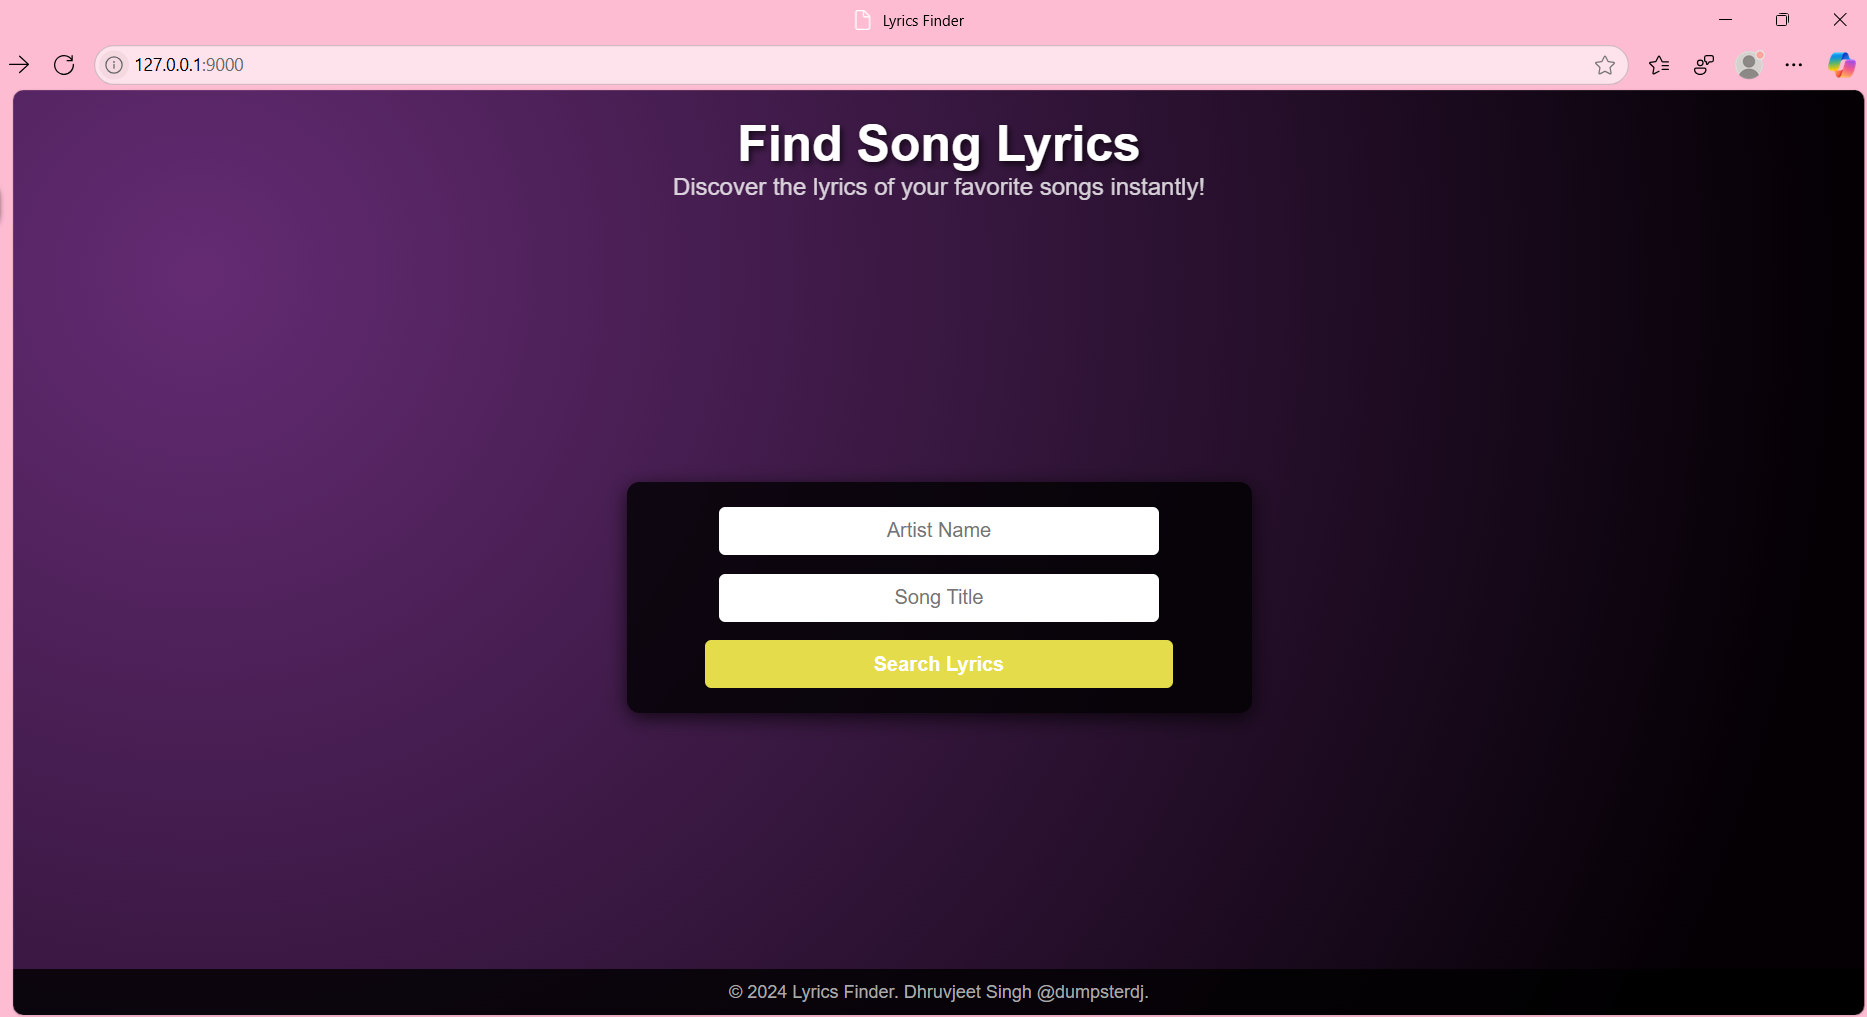 Lyrics Finder
127.0.0.1:9000
Find Song Lyrics
Discover the lyrics of your favorite songs instantly!
Artist Name
Song Title
Search Lyrics
© 2024 Lyrics Finder. Dhruvjeet Singh @dumpsterdj.